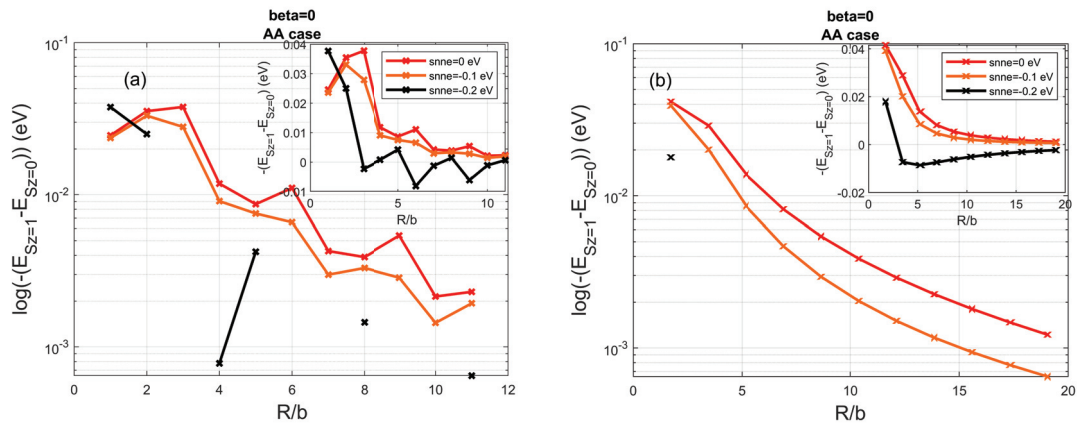 beta=0
AA case
(a)
log(-(E_{Sz=1}-E_{Sz=0})) (eV)
10^{-1}
10^{-2}
10^{-3}
0 2 4 6 8 10 12
R/b
-(E_{Sz=1}-E_{Sz=0}) (eV)
0.04
0.03
0.02
0.01
0
0.01
0 5 10
R/b
snne=0 eV
snne=-0.1 eV
snne=-0.2 eV
beta=0
AA case
(b)
log(-(E_{Sz=1}-E_{Sz=0})) (eV)
10^{-1}
10^{-2}
10^{-3}
0 5 10 15 20
R/b
-(E_{Sz=1}-E_{Sz=0}) (eV)
0.04
0.02
0
-0.02
0 5 10 15 20
R/b
snne=0 eV
snne=-0.1 eV
snne=-0.2 eV